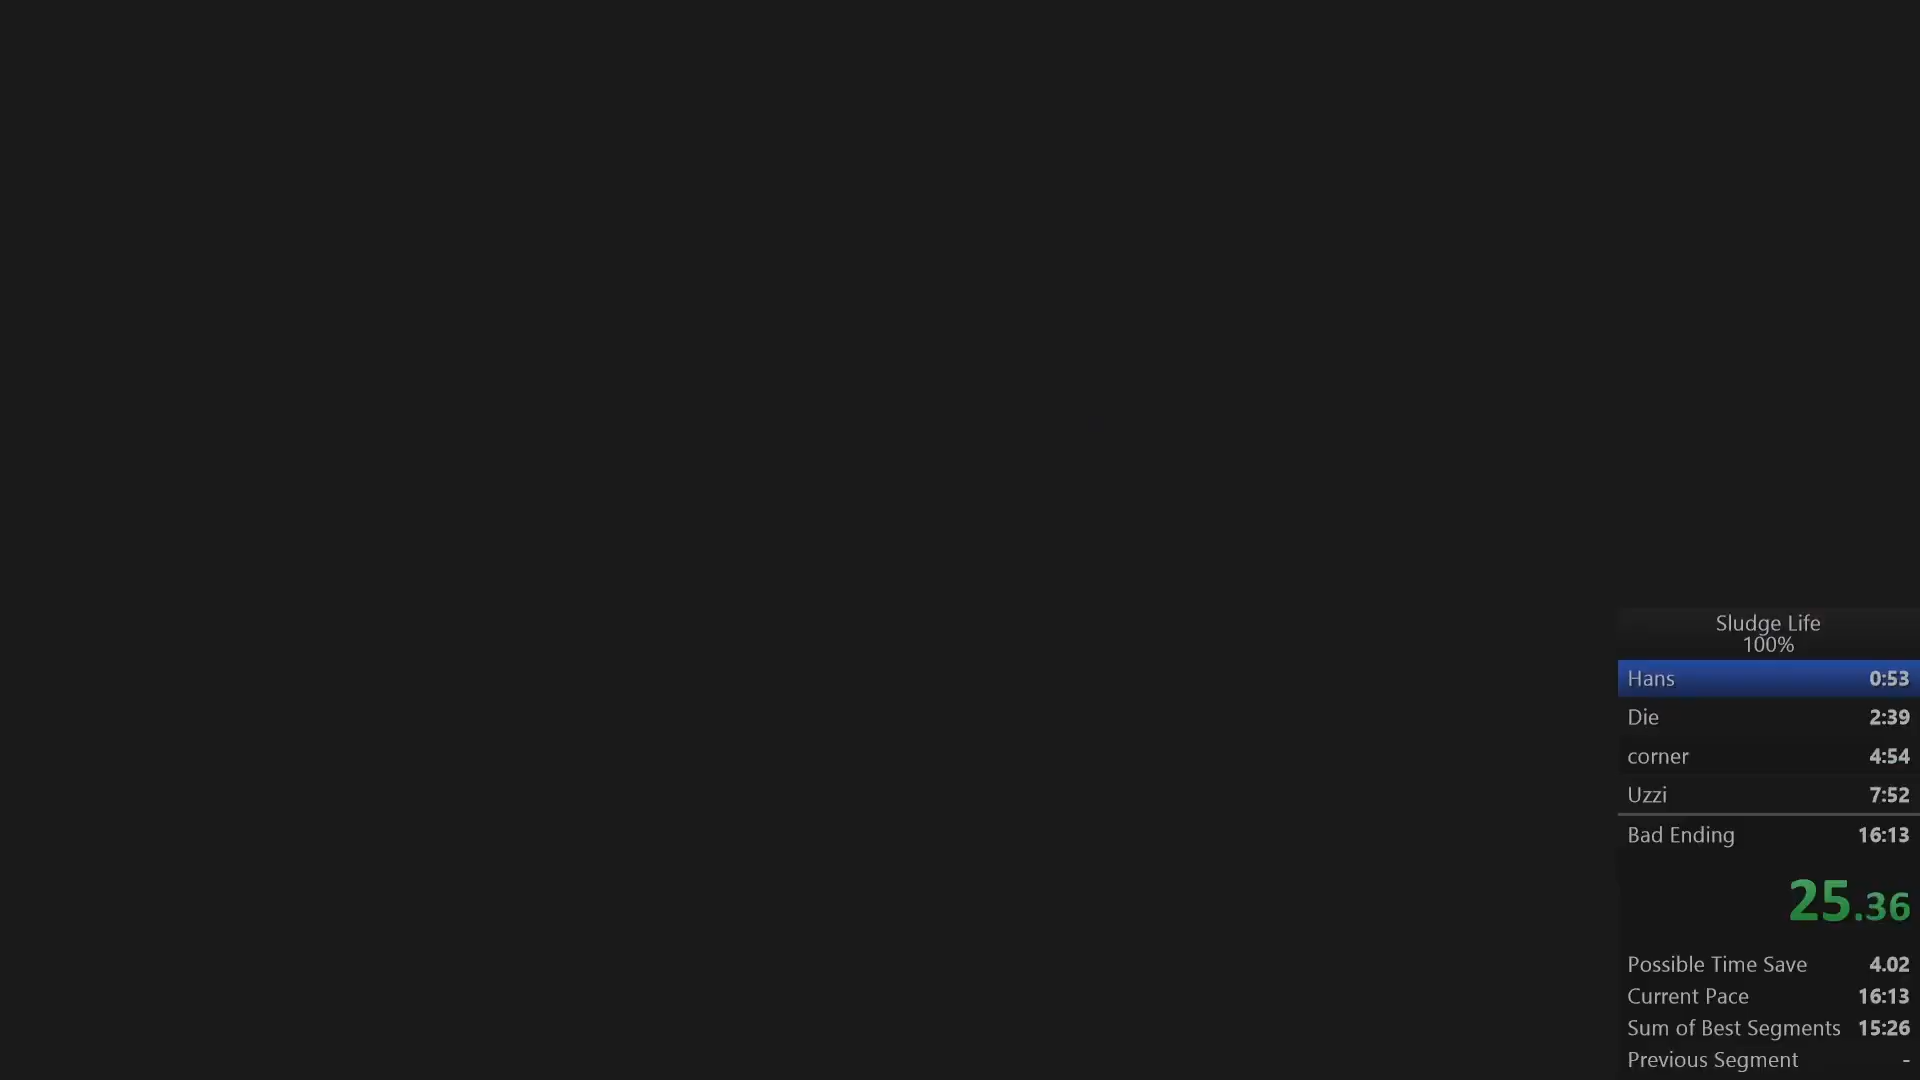 Sludge Life
100%
Hans 0:53
Die 2:39
corner 4:54
Uzzi 7:52
Bad Ending 16:13
25.36
Possible Time Save 4.02
Current Pace 16:13
Sum of Best Segments 15:26
Previous Segment -